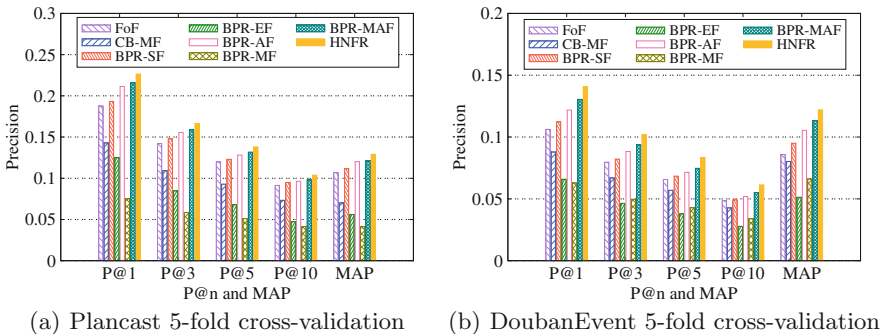 0.3
0.25
0.2
0.15
0.1
0.05
0
Precision
FoF
CB-MF
BPR-SF
BPR-EF
BPR-AF
BPR-MF
BPR-MAF
HNFR
P@1 P@3 P@5 P@10 MAP
P@n and MAP
(a) Plancast 5-fold cross-validation
0.2
0.15
0.1
0.05
0
Precision
FoF
CB-MF
BPR-SF
BPR-EF
BPR-AF
BPR-MF
BPR-MAF
HNFR
P@1 P@3 P@5 P@10 MAP
P@n and MAP
(b) DoubanEvent 5-fold cross-validation